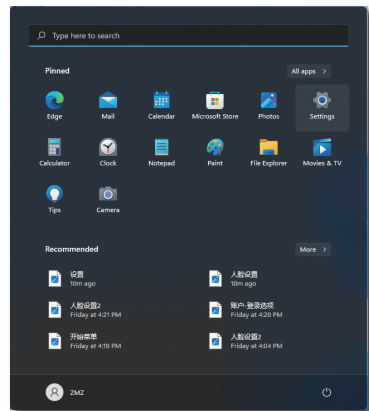 Type here to search
Pinned
All apps >
Edge
Mail
Calendar
Microsoft Store
Photos
Settings
Calculator
Clock
Notepad
Paint
File Explorer
Movies & TV
Tips
Camera
Recommended
More >
设置
10m ago
人脸设置
10m ago
人脸设置2
Friday at 4:21 PM
账户-登录选项
Friday at 4:20 PM
开始菜单
Friday at 4:19 PM
人脸设置2
Friday at 4:04 PM
ZMZ